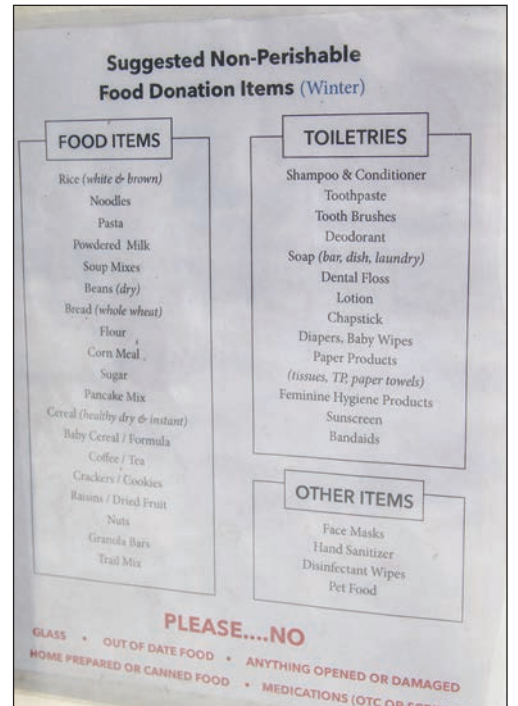 Suggested Non-Perishable
Food Donation Items (Winter)
FOOD ITEMS
Rice (white & brown)
Noodles
Pasta
Powdered Milk
Soup Mixes
Beans (dry)
Bread (whole wheat)
Flour
Corn Meal
Sugar
Pancake Mix
Cereal (healthy dry & instant)
Baby Cereal / Formula
Coffee / Tea
Crackers / Cookies
Raisins / Dried Fruit
Nuts
Granola Bars
Trail Mix
TOILETRIES
Shampoo & Conditioner
Toothpaste
Tooth Brushes
Deodorant
Soap (bar, dish, laundry)
Dental Floss
Lotion
Chapstick
Diapers, Baby Wipes
Paper Products
(tissues, TP, paper towels)
Feminine Hygiene Products
Sunscreen
Bandaids
OTHER ITEMS
Face Masks
Hand Sanitizer
Disinfectant Wipes
Pet Food
PLEASE....NO
GLASS • OUT OF DATE FOOD • ANYTHING OPENED OR DAMAGED
HOME PREPARED OR CANNED FOOD • MEDICATIONS (OTC OR